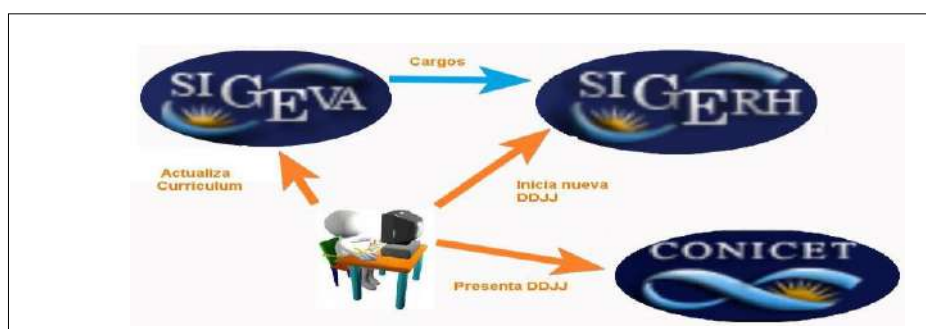 SIGEVA
Cargos
SIGERH
Actualiza
Curriculum
Inicia nueva
DDJJ
CONICET
Presenta DDJJ